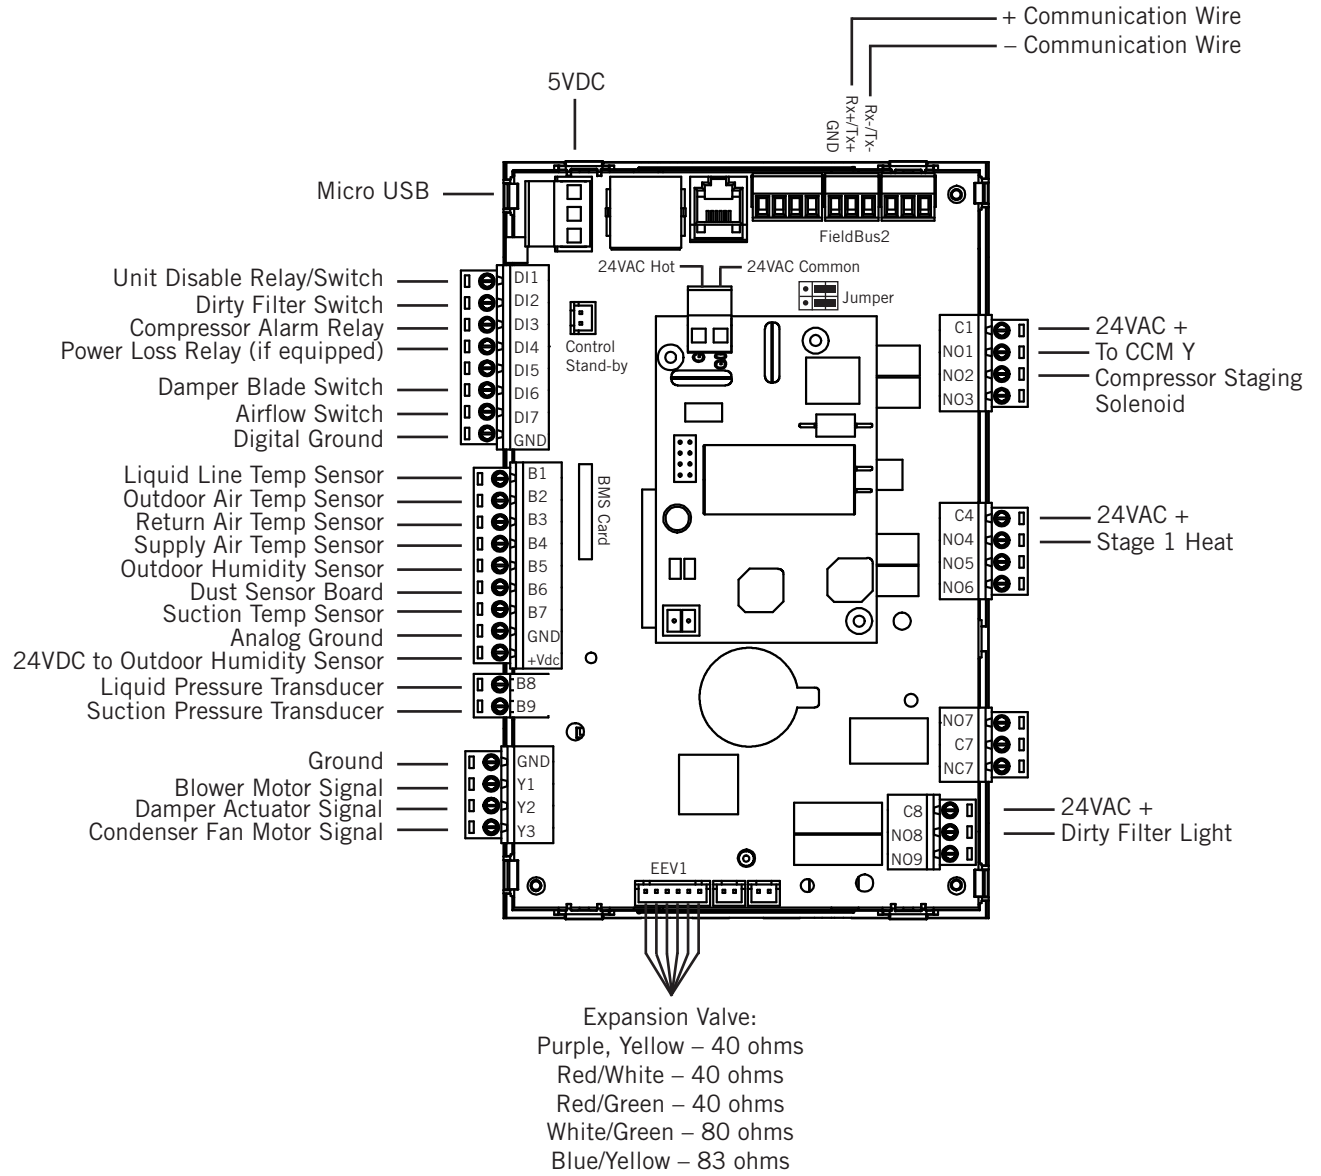 + Communication Wire
– Communication Wire
5VDC
Rx-/Tx-
Rx+/Tx+
GND
Micro USB
FieldBus2
24VAC Hot
24VAC Common
Jumper
Control
Stand-by
Unit Disable Relay/Switch
Dirty Filter Switch
Compressor Alarm Relay
Power Loss Relay (if equipped)
Damper Blade Switch
Airflow Switch
Digital Ground
DI1
DI2
DI3
DI4
DI5
DI6
DI7
GND
C1
NO1
NO2
NO3
24VAC +
To CCM Y
Compressor Staging
Solenoid
Liquid Line Temp Sensor
Outdoor Air Temp Sensor
Return Air Temp Sensor
Supply Air Temp Sensor
Outdoor Humidity Sensor
Dust Sensor Board
Suction Temp Sensor
Analog Ground
24VDC to Outdoor Humidity Sensor
Liquid Pressure Transducer
Suction Pressure Transducer
B1
B2
B3
B4
B5
B6
B7
GND
+Vdc
B8
B9
BMS Card
C4
NO4
NO5
NO6
24VAC +
Stage 1 Heat
NO7
C7
NC7
Ground
Blower Motor Signal
Damper Actuator Signal
Condenser Fan Motor Signal
GND
Y1
Y2
Y3
C8
NO8
NO9
24VAC +
Dirty Filter Light
EEV1
Expansion Valve:
Purple, Yellow – 40 ohms
Red/White – 40 ohms
Red/Green – 40 ohms
White/Green – 80 ohms
Blue/Yellow – 83 ohms